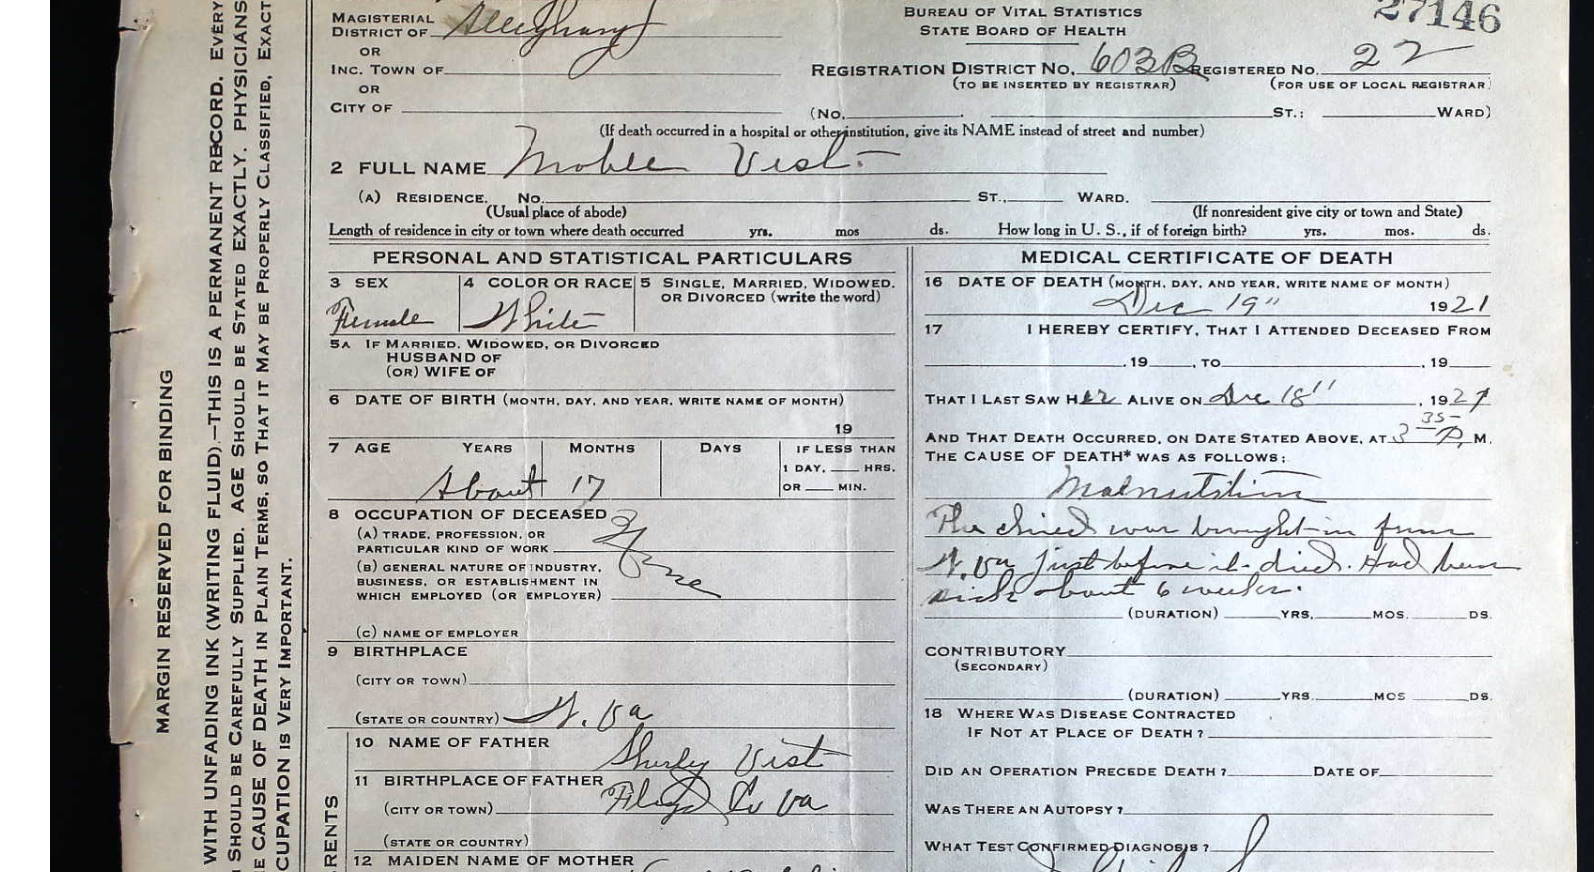 MARGIN RESERVED FOR BINDING
WITH UNFADING INK (WRITING FLUID).—THIS IS A PERMANENT RECORD. EVERY
SHOULD BE CAREFULLY SUPPLIED. AGE SHOULD BE STATED EXACTLY. PHYSICIANS
E CAUSE OF DEATH IN PLAIN TERMS, SO THAT IT MAY BE PROPERLY CLASSIFIED. EXACT
CUPATION IS VERY IMPORTANT.
MAGISTERIAL
DISTRICT OF Alleghany
OR
INC. TOWN OF
OR
CITY OF
BUREAU OF VITAL STATISTICS
STATE BOARD OF HEALTH
27146
REGISTRATION DISTRICT NO. 603B REGISTERED NO. 22
(TO BE INSERTED BY REGISTRAR) (FOR USE OF LOCAL REGISTRAR)
(NO. ST.; WARD)
(If death occurred in a hospital or other institution, give its NAME instead of street and number)
2 FULL NAME
(A) RESIDENCE. NO. ST., WARD.
(Usual place of abode) (If nonresident give city or town and State)
Length of residence in city or town where death occurred yrs. mos ds. How long in U. S., if of foreign birth? yrs. mos. ds.
PERSONAL AND STATISTICAL PARTICULARS
3 SEX 4 COLOR OR RACE 5 SINGLE, MARRIED, WIDOWED,
OR DIVORCED (write the word)
Female White
5A IF MARRIED, WIDOWED, OR DIVORCED
HUSBAND OF
(OR) WIFE OF
6 DATE OF BIRTH (MONTH, DAY, AND YEAR, WRITE NAME OF MONTH)
19
7 AGE YEARS MONTHS DAYS IF LESS THAN
1 DAY, HRS.
OR MIN.
About 17
8 OCCUPATION OF DECEASED
(A) TRADE, PROFESSION, OR
PARTICULAR KIND OF WORK
(B) GENERAL NATURE OF INDUSTRY,
BUSINESS, OR ESTABLISHMENT IN
WHICH EMPLOYED (OR EMPLOYER)
(C) NAME OF EMPLOYER
9 BIRTHPLACE
(CITY OR TOWN)
(STATE OR COUNTRY) W. Va
10 NAME OF FATHER Shirley Vist
11 BIRTHPLACE OF FATHER
(CITY OR TOWN) Floyd Co Va
(STATE OR COUNTRY)
12 MAIDEN NAME OF MOTHER
RENTS
MEDICAL CERTIFICATE OF DEATH
16 DATE OF DEATH (MONTH, DAY, AND YEAR, WRITE NAME OF MONTH)
Dec 19" 1921
17 I HEREBY CERTIFY, THAT I ATTENDED DECEASED FROM
, 19 , TO , 19
THAT I LAST SAW HER ALIVE ON Dec 18", 1921
AND THAT DEATH OCCURRED, ON DATE STATED ABOVE, AT 3 35 P. M.
THE CAUSE OF DEATH* WAS AS FOLLOWS:
Malnutrition
The child was brought in from
W. Va just before it died. Had been
sick about 6 weeks.
(DURATION) YRS. MOS. DS.
CONTRIBUTORY
(SECONDARY)
(DURATION) YRS. MOS DS.
18 WHERE WAS DISEASE CONTRACTED
IF NOT AT PLACE OF DEATH?
DID AN OPERATION PRECEDE DEATH? DATE OF
WAS THERE AN AUTOPSY?
WHAT TEST CONFIRMED DIAGNOSIS?